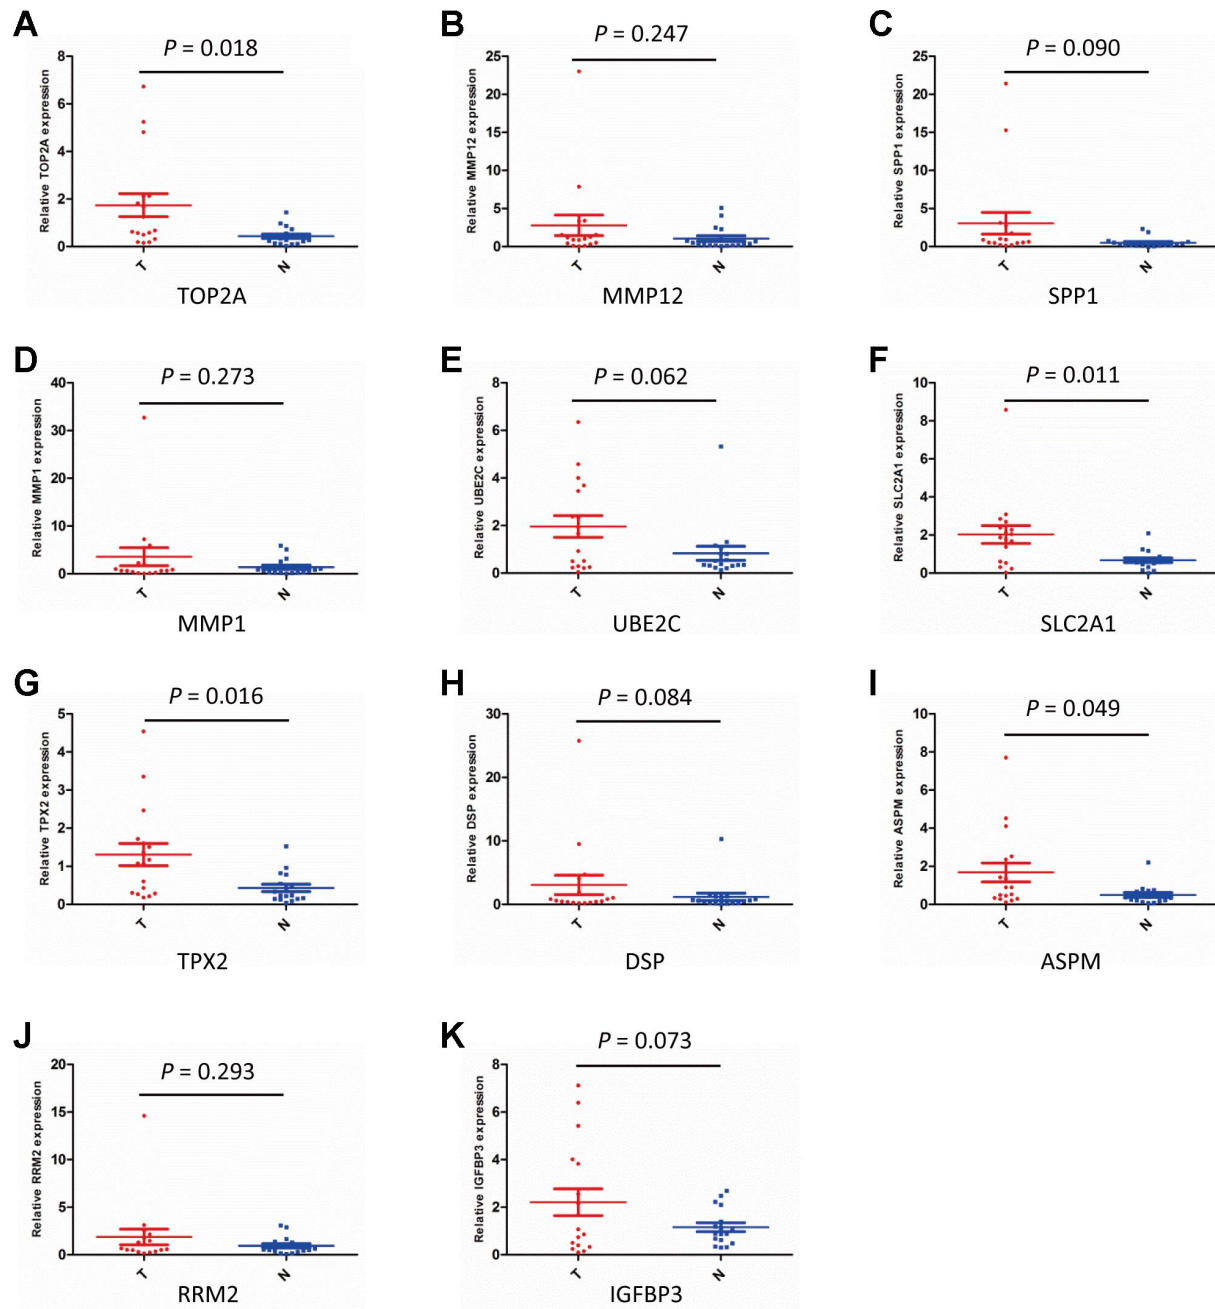 A
P = 0.018
Relative TOP2A expression
8
6
4
2
0
T
N
TOP2A
B
P = 0.247
Relative MMP12 expression
25
20
15
10
5
0
T
N
MMP12
C
P = 0.090
Relative SPP1 expression
25
20
15
10
5
0
T
N
SPP1
D
P = 0.273
Relative MMP1 expression
40
30
20
10
0
T
N
MMP1
E
P = 0.062
Relative UBE2C expression
8
6
4
2
0
T
N
UBE2C
F
P = 0.011
Relative SLC2A1 expression
10
8
6
4
2
0
T
N
SLC2A1
G
P = 0.016
Relative TPX2 expression
5
4
3
2
1
0
T
N
TPX2
H
P = 0.084
Relative DSP expression
30
20
10
0
T
N
DSP
I
P = 0.049
Relative ASPM expression
10
8
6
4
2
0
T
N
ASPM
J
P = 0.293
Relative RRM2 expression
20
15
10
5
0
T
N
RRM2
K
P = 0.073
Relative IGFBP3 expression
8
6
4
2
0
T
N
IGFBP3